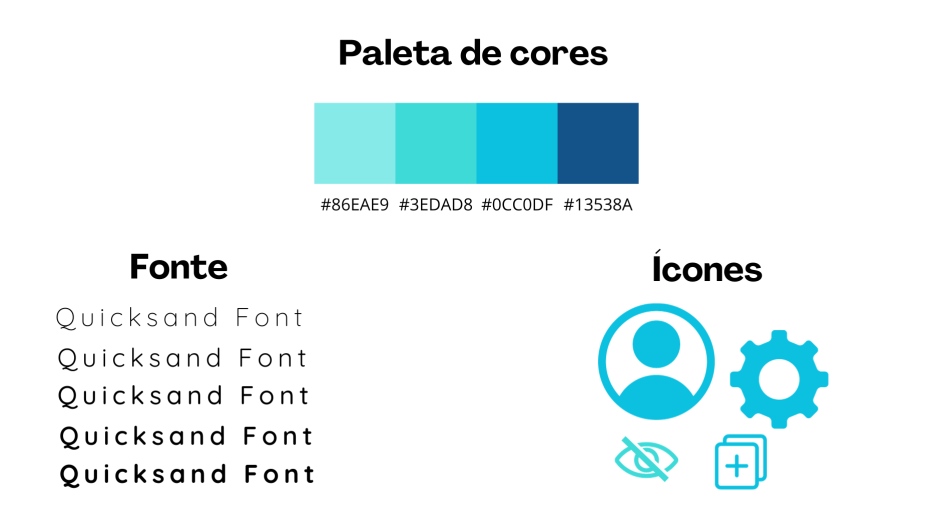 Paleta de cores
#86EAE9 #3EDAD8 #0CC0DF #13538A
Fonte
Quicksand Font
Quicksand Font
Quicksand Font
Quicksand Font
Quicksand Font
Ícones